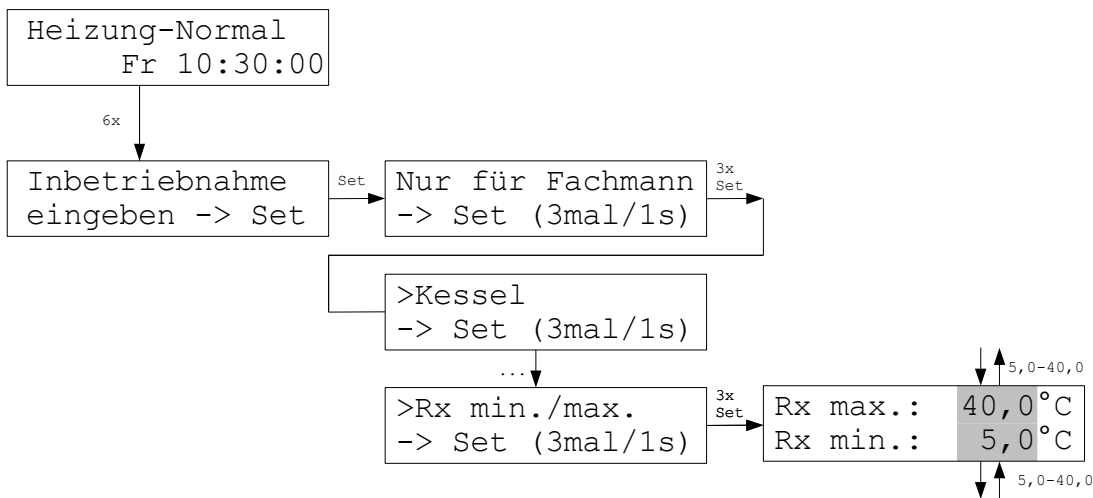 Heizung-Normal
Fr 10:30:00
6x
Inbetriebnahme
eingeben -> Set
Set
Nur für Fachmann
-> Set (3mal/1s)
3x
Set
>Kessel
-> Set (3mal/1s)
...
>Rx min./max.
-> Set (3mal/1s)
3x
Set
5,0-40,0
Rx max.: 40,0°C
Rx min.: 5,0°C
5,0-40,0